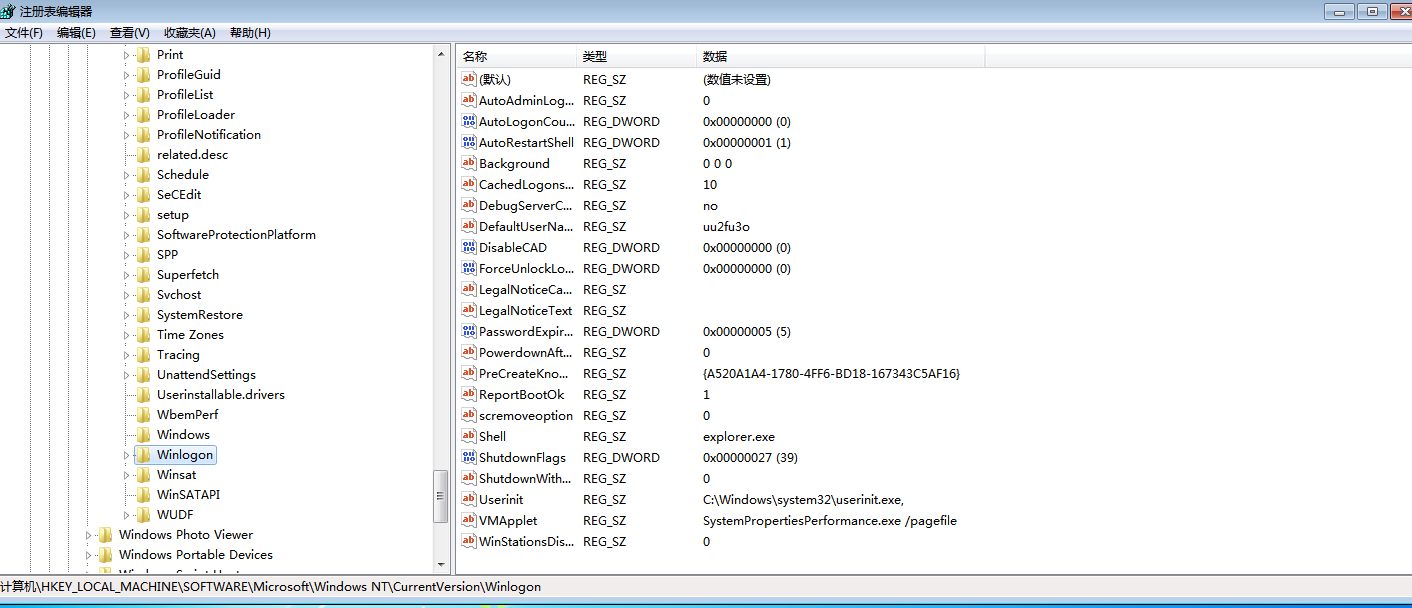 注册表编辑器
文件(F) 编辑(E) 查看(V) 收藏夹(A) 帮助(H)
Print
ProfileGuid
ProfileList
ProfileLoader
ProfileNotification
related.desc
Schedule
SeCEdit
setup
SoftwareProtectionPlatform
SPP
Superfetch
Svchost
SystemRestore
Time Zones
Tracing
UnattendSettings
Userinstallable.drivers
WbemPerf
Windows
Winlogon
Winsat
WinSATAPI
WUDF
Windows Photo Viewer
Windows Portable Devices
名称 类型 数据
(默认) REG_SZ (数值未设置)
AutoAdminLog... REG_SZ 0
AutoLogonCou... REG_DWORD 0x00000000 (0)
AutoRestartShell REG_DWORD 0x00000001 (1)
Background REG_SZ 0 0 0
CachedLogons... REG_SZ 10
DebugServerC... REG_SZ no
DefaultUserNa... REG_SZ uu2fu3o
DisableCAD REG_DWORD 0x00000000 (0)
ForceUnlockLo... REG_DWORD 0x00000000 (0)
LegalNoticeCa... REG_SZ
LegalNoticeText REG_SZ
PasswordExpir... REG_DWORD 0x00000005 (5)
PowerdownAft... REG_SZ 0
PreCreateKno... REG_SZ {A520A1A4-1780-4FF6-BD18-167343C5AF16}
ReportBootOk REG_SZ 1
scremoveoption REG_SZ 0
Shell REG_SZ explorer.exe
ShutdownFlags REG_DWORD 0x00000027 (39)
ShutdownWith... REG_SZ 0
Userinit REG_SZ C:\Windows\system32\userinit.exe,
VMApplet REG_SZ SystemPropertiesPerformance.exe /pagefile
WinStationsDis... REG_SZ 0
计算机\HKEY_LOCAL_MACHINE\SOFTWARE\Microsoft\Windows NT\CurrentVersion\Winlogon